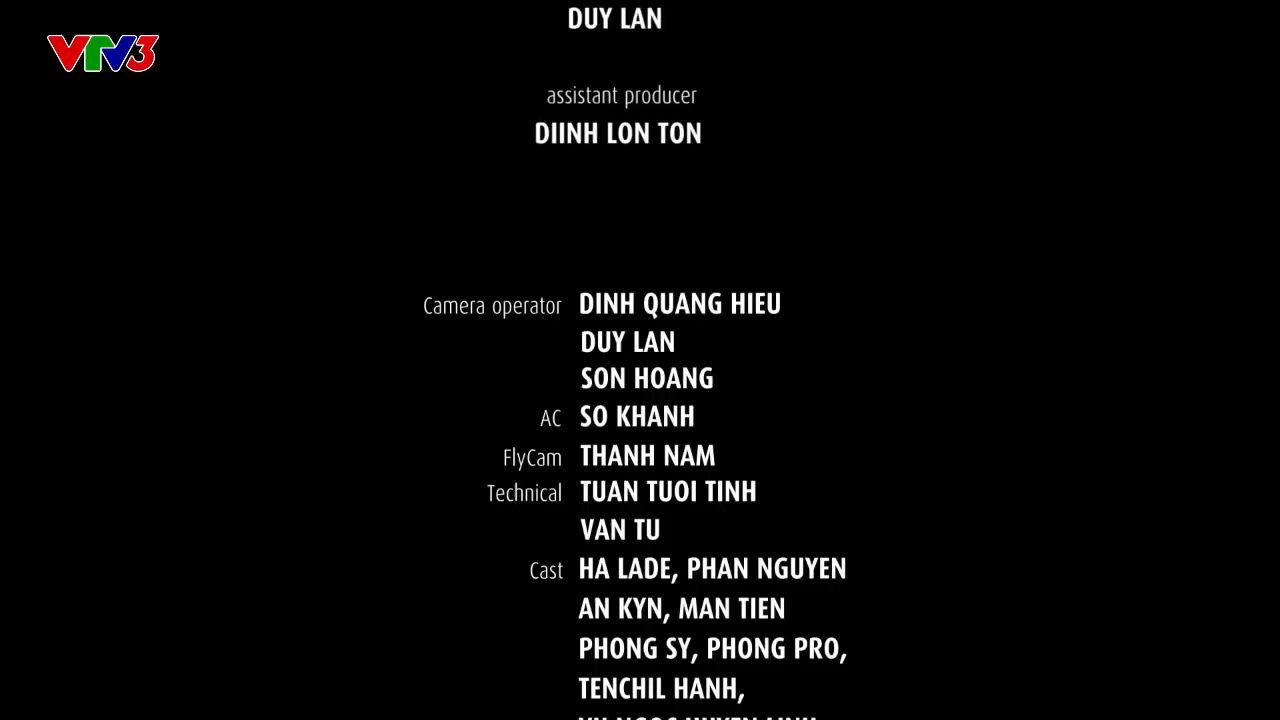 DUY LAN
VTV3
assistant producer
DIINH LON TON
Camera operator DINH QUANG HIEU
DUY LAN
SON HOANG
AC SO KHANH
FlyCam THANH NAM
Technical TUAN TUOI TINH
VAN TU
Cast HA LADE, PHAN NGUYEN
AN KYN, MAN TIEN
PHONG SY, PHONG PRO,
TENCHIL HANH,